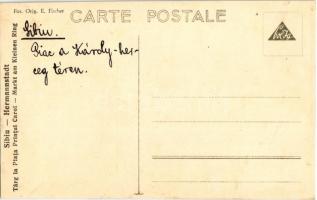 Fot. Orig. E. Fischer
CARTE POSTALE
Sibiu.
Piac a Károly-her-
ceg téren.
Sibiu — Hermannstadt
Târg la Piața Prințul Carol — Markt am Kleinen Ring